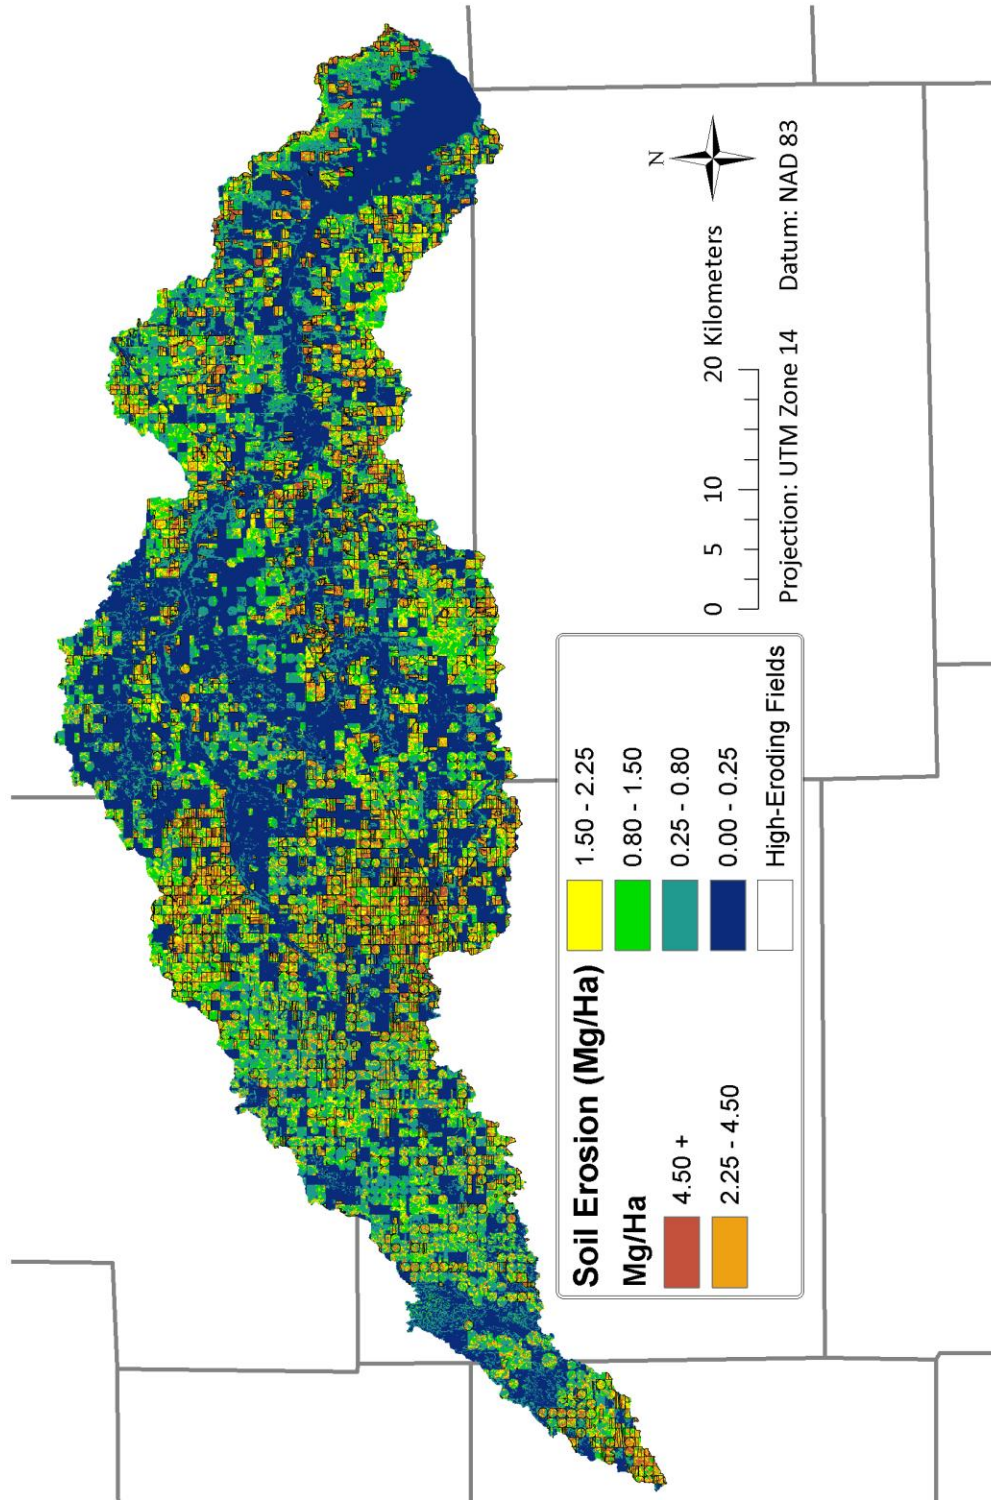 Soil Erosion (Mg/Ha)
Mg/Ha
4.50 +
2.25 - 4.50
1.50 - 2.25
0.80 - 1.50
0.25 - 0.80
0.00 - 0.25
High-Eroding Fields
0 5 10 20 Kilometers
Projection: UTM Zone 14 Datum: NAD 83
N